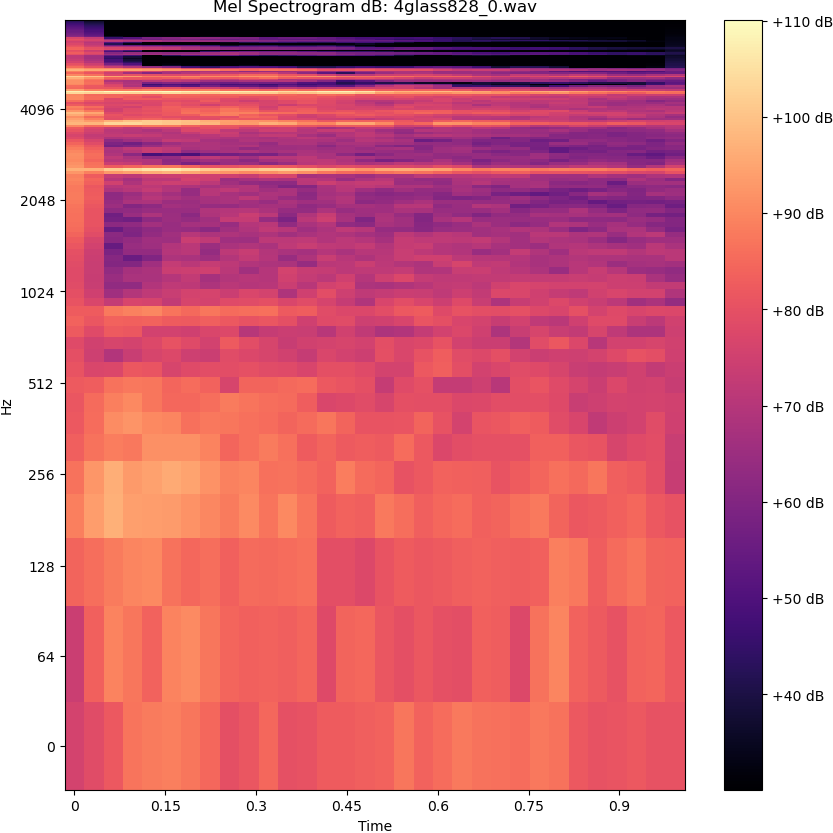 Mel Spectrogram dB: 4glass828_0.wav
+110 dB
4096
+100 dB
2048
+90 dB
1024
+80 dB
512
Hz
+70 dB
256
+60 dB
128
+50 dB
64
+40 dB
0
0 0.15 0.3 0.45 0.6 0.75 0.9
Time